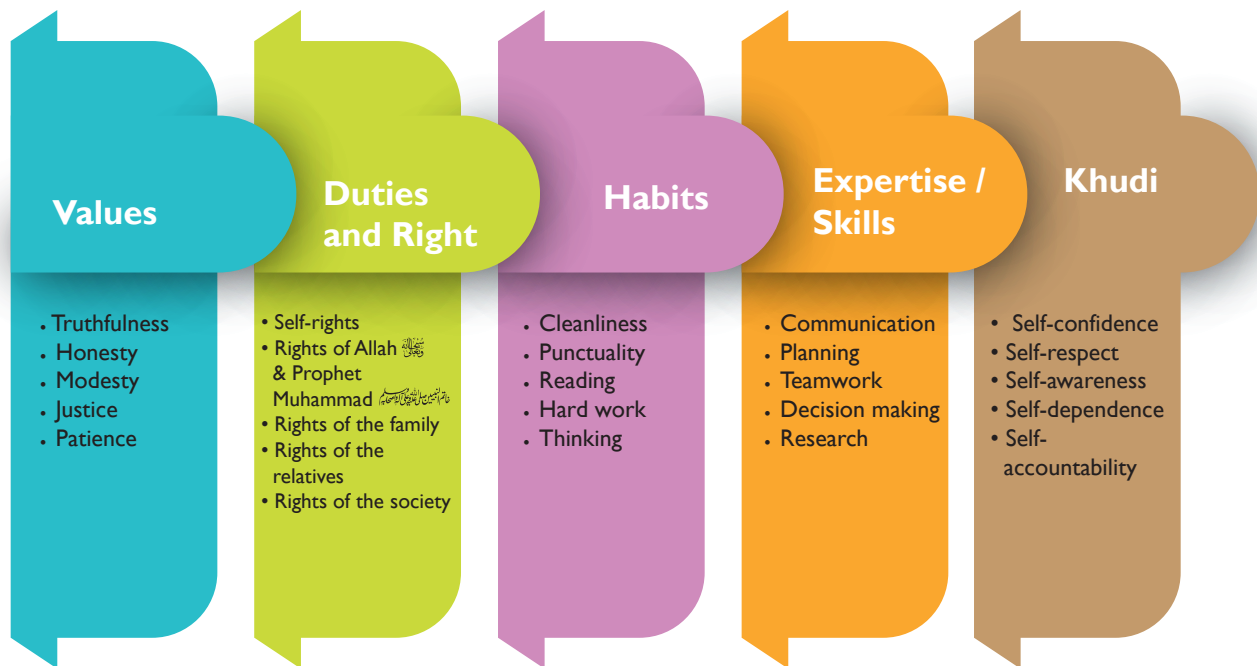 Values
• Truthfulness
• Honesty
• Modesty
• Justice
• Patience
Duties
and Right
• Self-rights
• Rights of Allah
& Prophet
Muhammad
• Rights of the family
• Rights of the
relatives
• Rights of the society
Habits
• Cleanliness
• Punctuality
• Reading
• Hard work
• Thinking
Expertise /
Skills
• Communication
• Planning
• Teamwork
• Decision making
• Research
Khudi
• Self-confidence
• Self-respect
• Self-awareness
• Self-dependence
• Self-
accountability